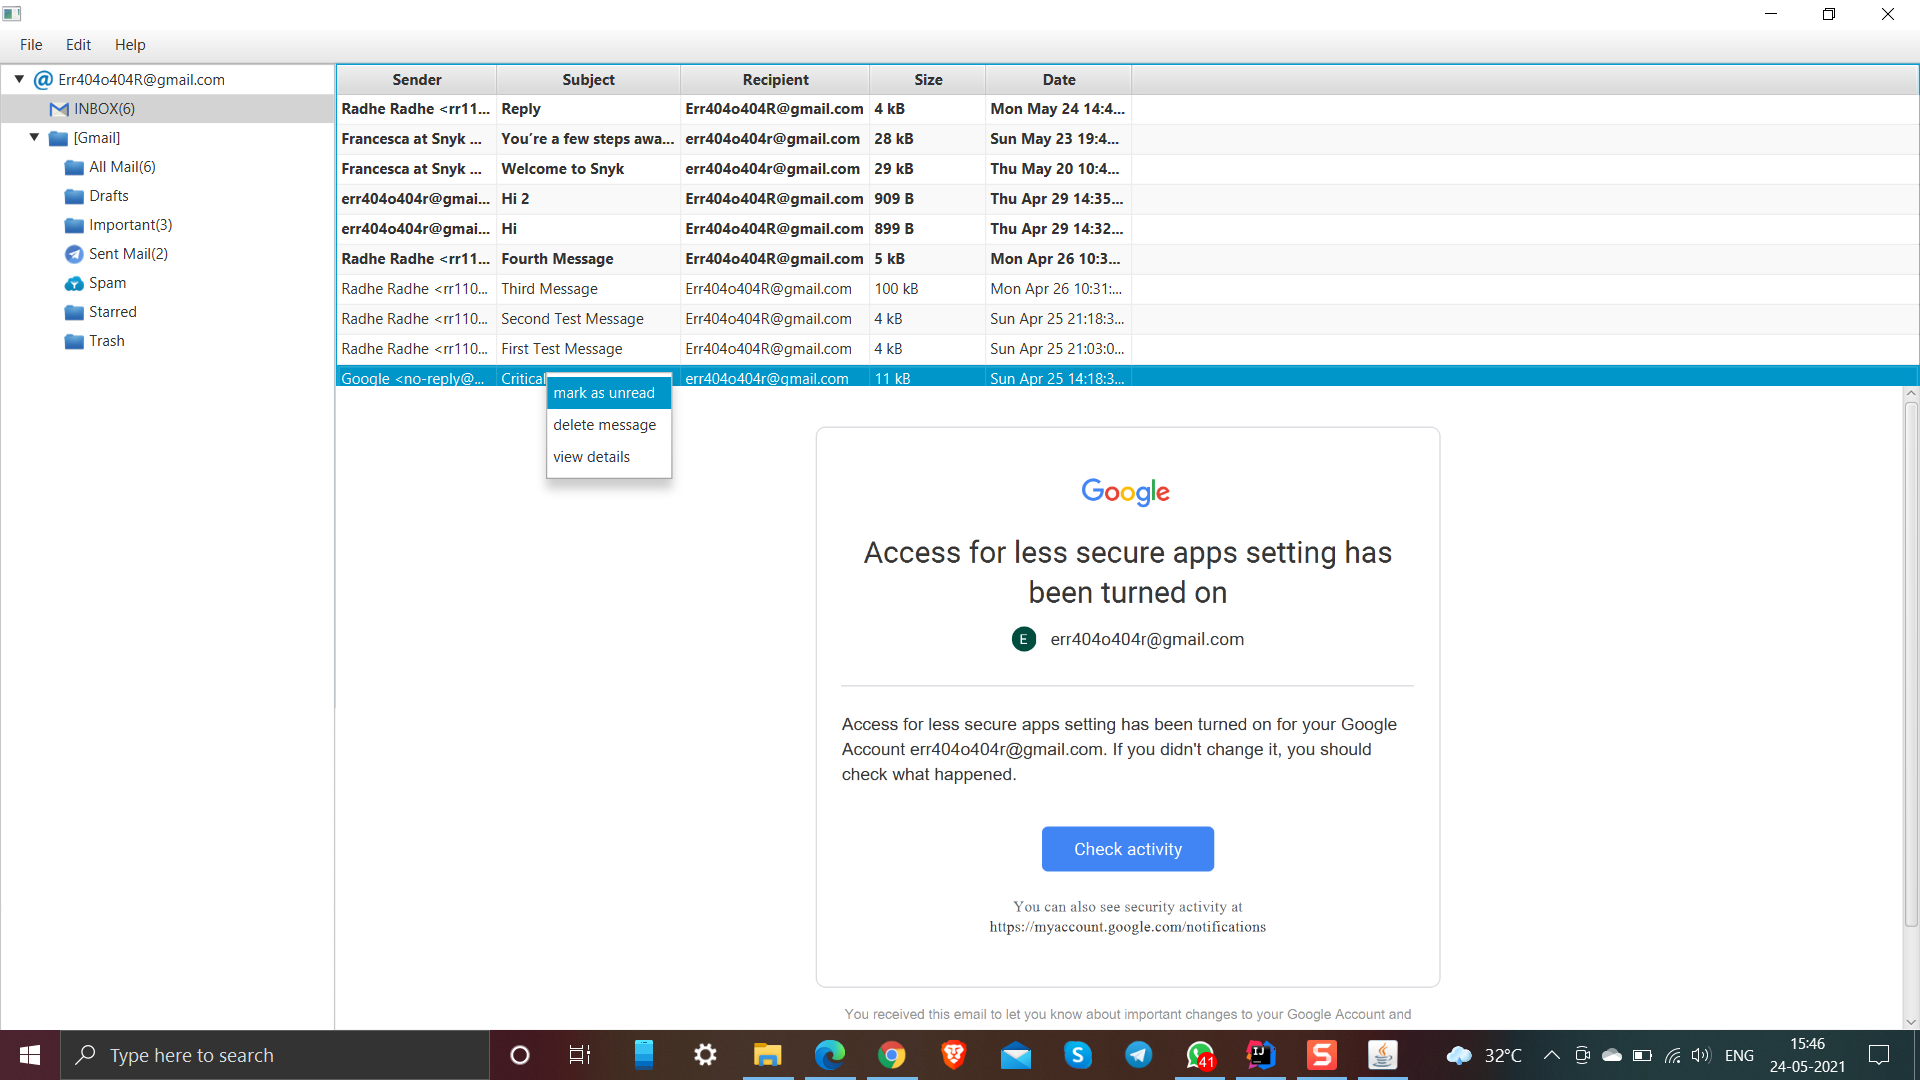 File Edit Help
Err404o404R@gmail.com
INBOX(6)
[Gmail]
All Mail(6)
Drafts
Important(3)
Sent Mail(2)
Spam
Starred
Trash
Sender Subject Recipient Size Date
Radhe Radhe <rr11... Reply Err404o404R@gmail.com 4 kB Mon May 24 14:4...
Francesca at Snyk ... You're a few steps awa... err404o404r@gmail.com 28 kB Sun May 23 19:4...
Francesca at Snyk ... Welcome to Snyk err404o404r@gmail.com 29 kB Thu May 20 10:4...
err404o404r@gmai... Hi 2 Err404o404R@gmail.com 909 B Thu Apr 29 14:35...
err404o404r@gmai... Hi Err404o404R@gmail.com 899 B Thu Apr 29 14:32...
Radhe Radhe <rr11... Fourth Message Err404o404R@gmail.com 5 kB Mon Apr 26 10:3...
Radhe Radhe <rr110... Third Message Err404o404R@gmail.com 100 kB Mon Apr 26 10:31:...
Radhe Radhe <rr110... Second Test Message Err404o404R@gmail.com 4 kB Sun Apr 25 21:18:3...
Radhe Radhe <rr110... First Test Message Err404o404R@gmail.com 4 kB Sun Apr 25 21:03:0...
Google <no-reply@... Critical err404o404r@gmail.com 11 kB Sun Apr 25 14:18:3...
mark as unread
delete message
view details
Google
Access for less secure apps setting has
been turned on
E err404o404r@gmail.com
Access for less secure apps setting has been turned on for your Google
Account err404o404r@gmail.com. If you didn't change it, you should
check what happened.
Check activity
You can also see security activity at
https://myaccount.google.com/notifications
You received this email to let you know about important changes to your Google Account and
Type here to search
41
IJ
S
32°C
ENG
15:46
24-05-2021